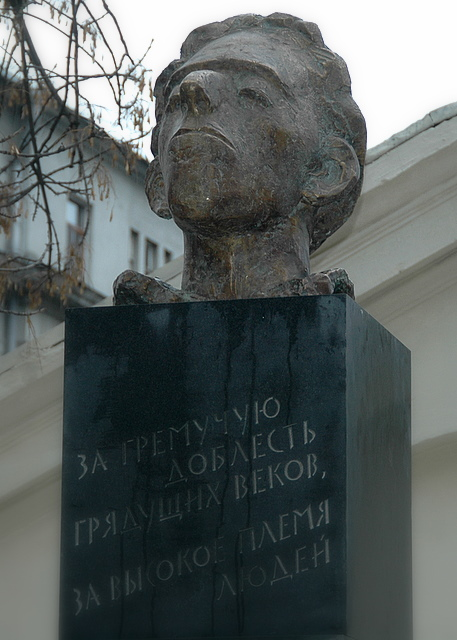 ЗА ГРЕМУЧУЮ
ДОБЛЕСТЬ
ГРЯДУЩИХ ВЕКОВ,
ЗА ВЫСОКОЕ ПЛЕМЯ
ЛЮДЕЙ